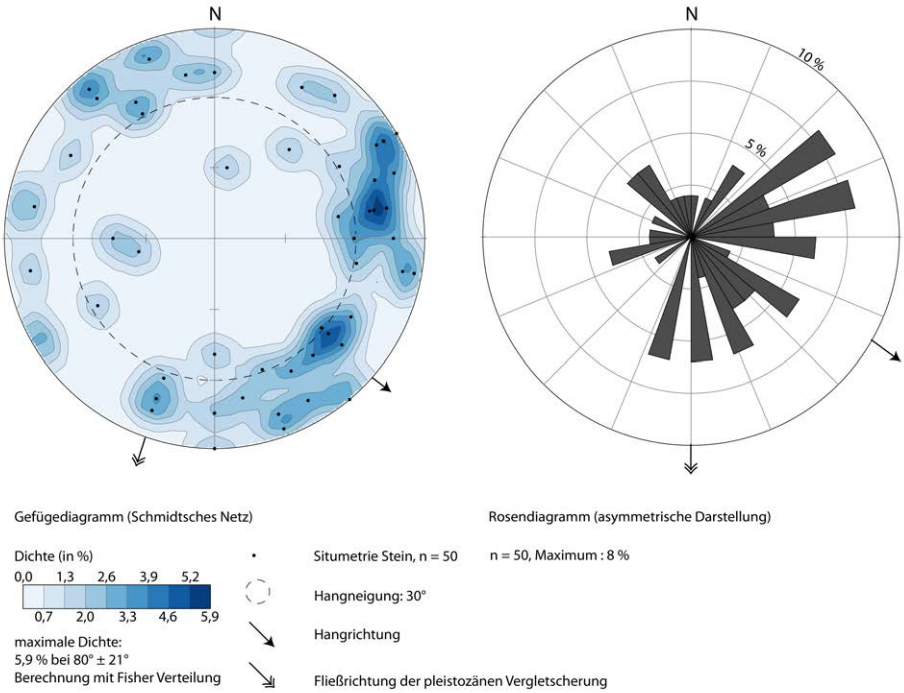 N
N
10 %
5 %
Gefügediagramm (Schmidtsches Netz)
Rosendiagramm (asymmetrische Darstellung)
Dichte (in %)
0,0 1,3 2,6 3,9 5,2
0,7 2,0 3,3 4,6 5,9
maximale Dichte:
5,9 % bei 80° ± 21°
Berechnung mit Fisher Verteilung
Situmetrie Stein, n = 50
Hangneigung: 30°
Hangrichtung
Fließrichtung der pleistozänen Vergletscherung
n = 50, Maximum : 8 %